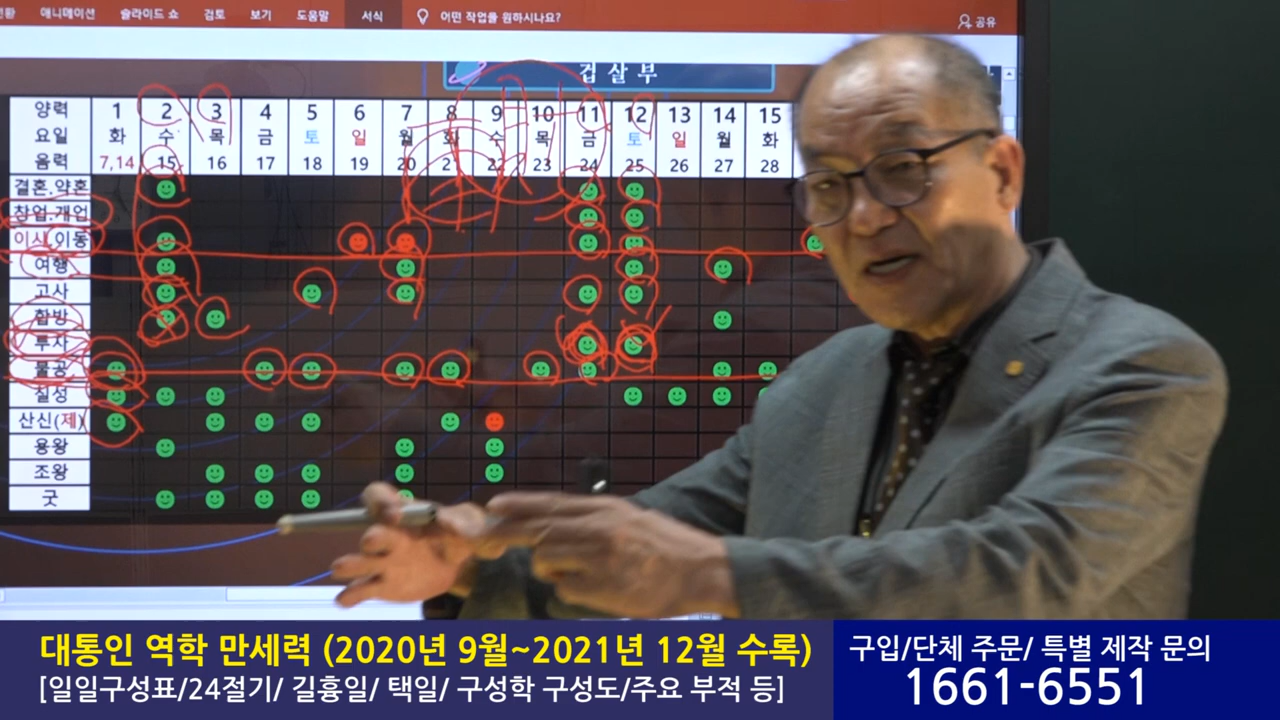 애니메이션 슬라이드 쇼 검토 보기 도움말 서식 어떤 작업을 원하시나요? 공유
겁살부
양력 1 2 3 4 5 6 7 8 9 10 11 12 13 14 15
요일 화 수 목 금 토 일 월 화 수 목 금 토 일 월 화
음력 7,14 15 16 17 18 19 20 21 22 23 24 25 26 27 28
결혼.약혼
창업.개업
이사.이동
여행
고사
합방
투자
불공
칠성
산신(제)
용왕
조왕
굿
대통인 역학 만세력 (2020년 9월~2021년 12월 수록)
[일일구성표/24절기/ 길흉일/ 택일/ 구성학 구성도/주요 부적 등]
구입/단체 주문/ 특별 제작 문의
1661-6551